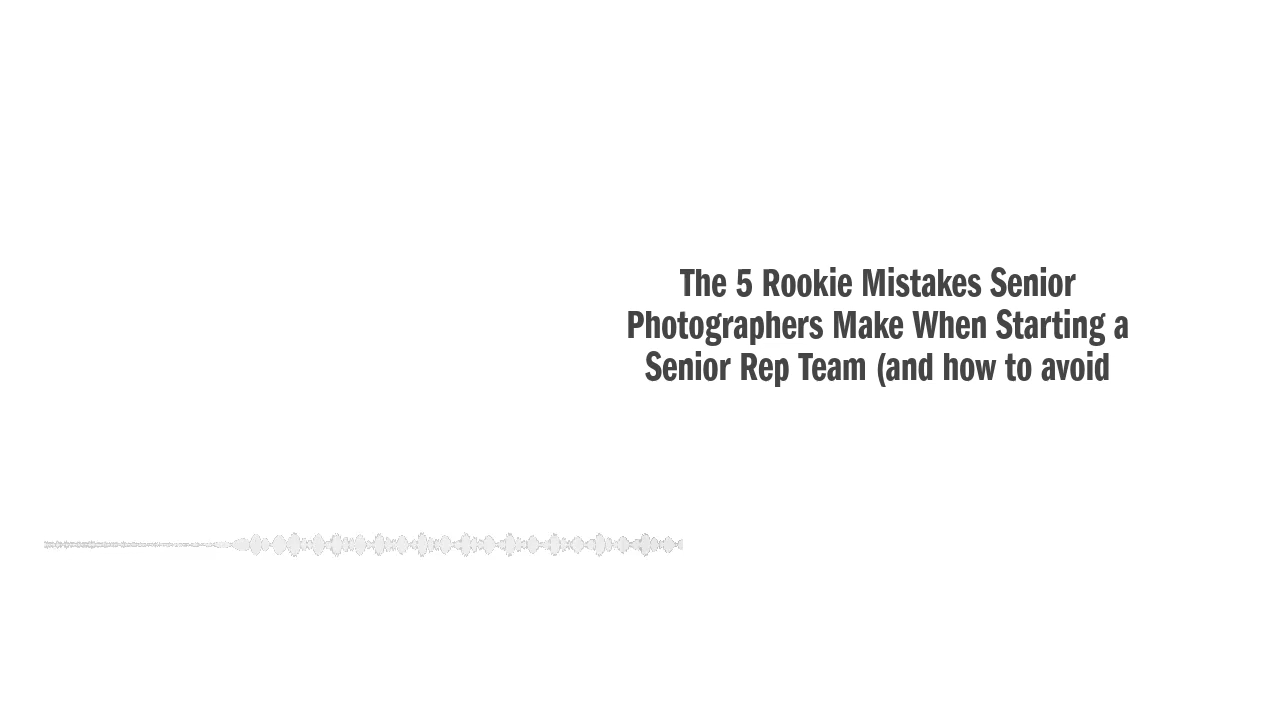 The 5 Rookie Mistakes Senior
Photographers Make When Starting a
Senior Rep Team (and how to avoid